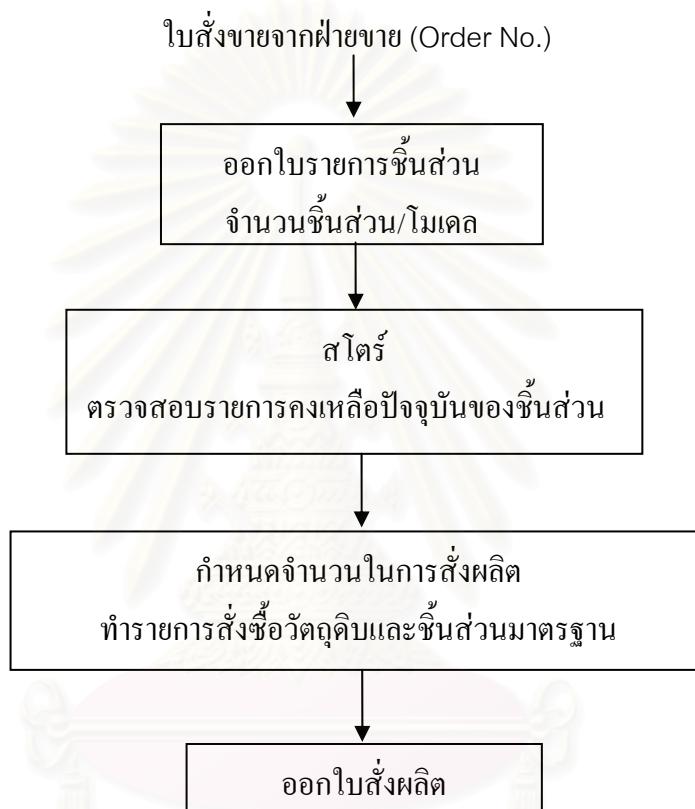 ใบสั่งขายจากฝ่ายขาย (Order No.)
ออกใบรายการชิ้นส่วน
จำนวนชิ้นส่วน/โมเดล
สโตร์
ตรวจสอบรายการคงเหลือปัจจุบันของชิ้นส่วน
กำหนดจำนวนในการสั่งผลิต
ทำรายการสั่งซื้อวัตถุดิบและชิ้นส่วนมาตรฐาน
ออกใบสั่งผลิต